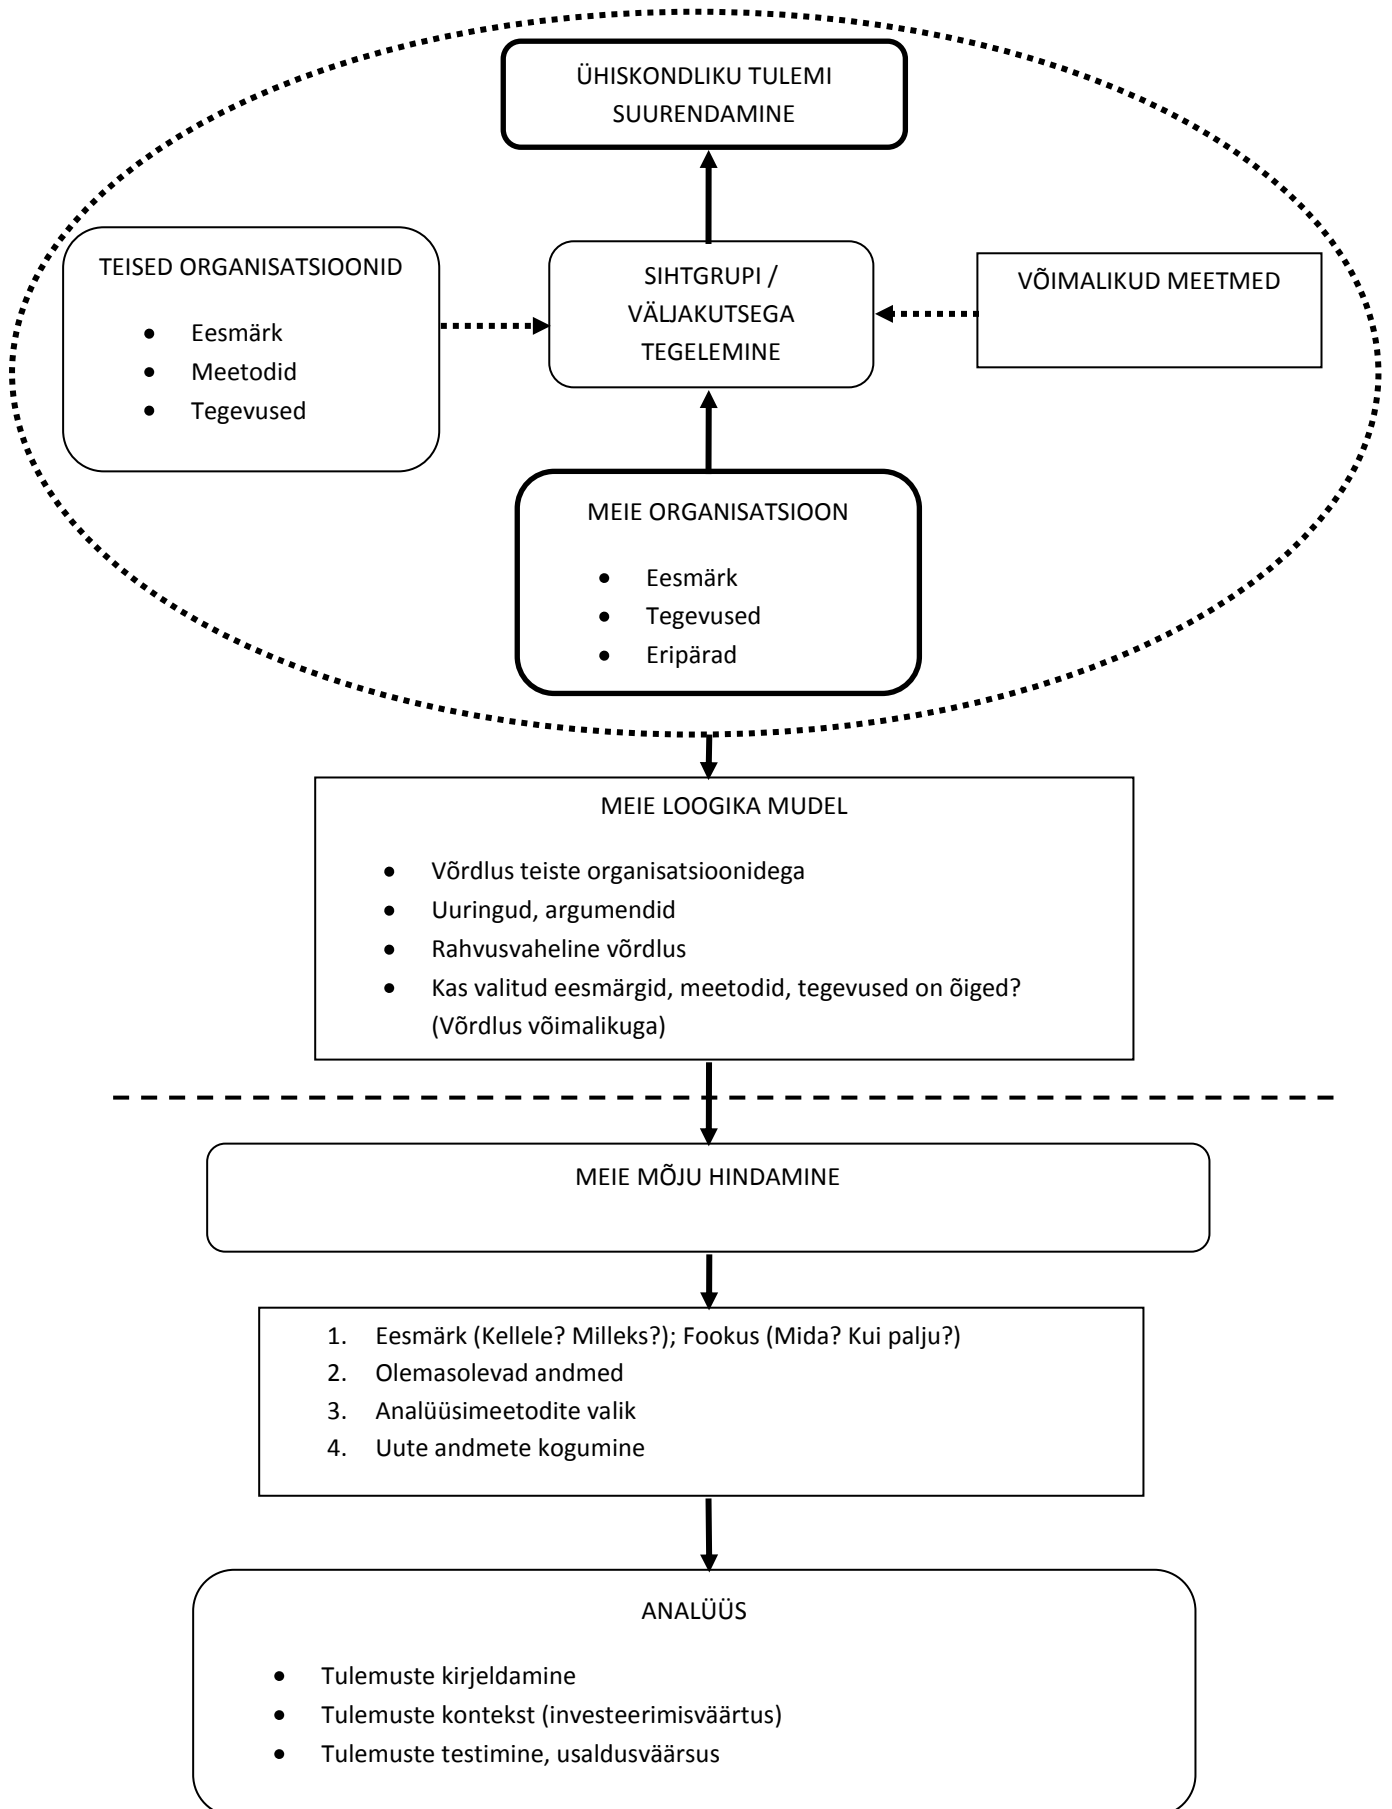 ÜHISKONDLIKU TULEMI
SUURENDAMINE
TEISED ORGANISATSIOONID
• Eesmärk
• Meetodid
• Tegevused
SIHTGRUPI /
VÄLJAKUTSEGA
TEGELEMINE
VÕIMALIKUD MEETMED
MEIE ORGANISATSIOON
• Eesmärk
• Tegevused
• Eripärad
MEIE LOOGIKA MUDEL
• Võrdlus teiste organisatsioonidega
• Uuringud, argumendid
• Rahvusvaheline võrdlus
• Kas valitud eesmärgid, meetodid, tegevused on õiged?
(Võrdlus võimalikuga)
MEIE MÕJU HINDAMINE
1. Eesmärk (Kellele? Milleks?); Fookus (Mida? Kui palju?)
2. Olemasolevad andmed
3. Analüüsimeetodite valik
4. Uute andmete kogumine
ANALÜÜS
• Tulemuste kirjeldamine
• Tulemuste kontekst (investeerimisväärtus)
• Tulemuste testimine, usaldusväärsus